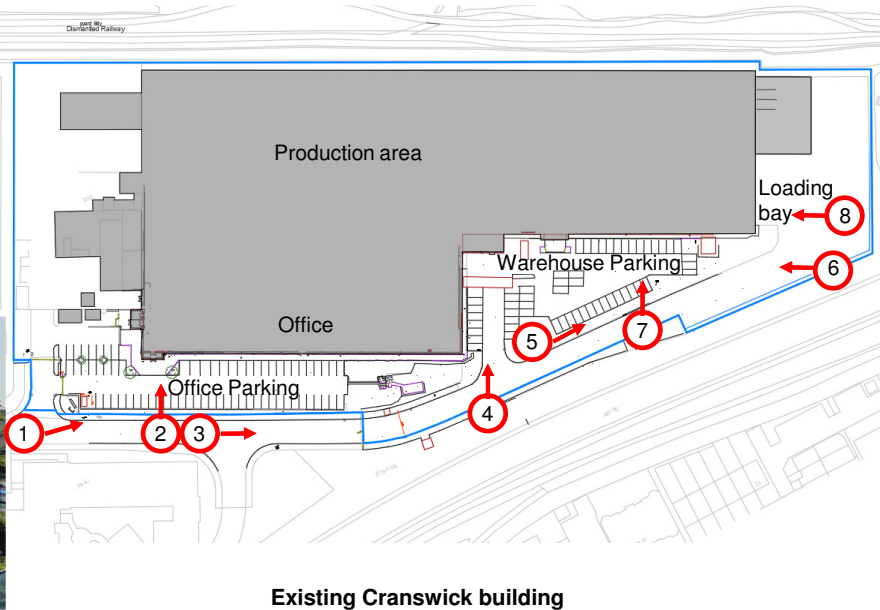 Dismantled Railway
Production area
Loading
bay
8
6
Warehouse Parking
Office
5
7
Office Parking
4
1
2
3
Existing Cranswick building